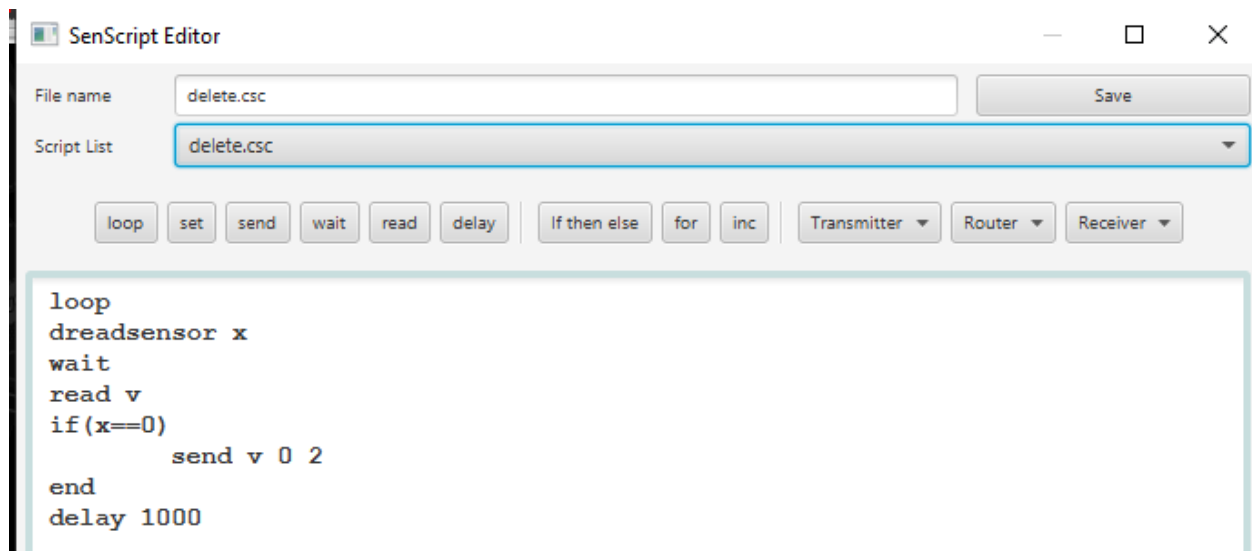 SenScript Editor
File name delete.csc Save
Script List delete.csc
loop set send wait read delay If then else for inc Transmitter Router Receiver
loop
dreadsensor x
wait
read v
if(x==0)
send v 0 2
end
delay 1000